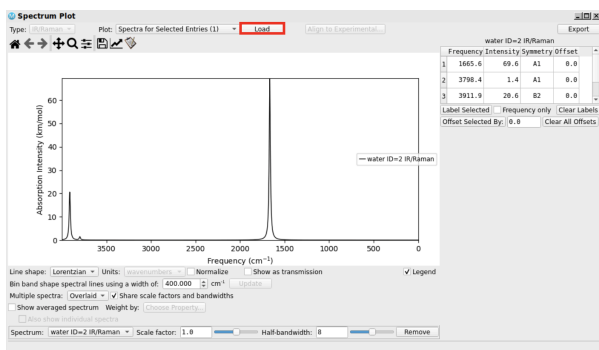 Spectrum Plot
Type: IR/Raman Plot: Spectra for Selected Entries (1) Load Align to Experimental... Export
water ID=2 IR/Raman
Frequency Intensity Symmetry Offset
1 1665.6 69.6 A1 0.0
2 3798.4 1.4 A1 0.0
3 3911.9 20.6 B2 0.0
Label Selected Frequency only Clear Labels
Offset Selected By: 0.0 Clear All Offsets
Absorption Intensity (km/mol)
60
50
40
30
20
10
0
water ID=2 IR/Raman
3500 3000 2500 2000 1500 1000 500 0
Frequency (cm⁻¹)
Line shape: Lorentzian Units: wavenumbers Normalize Show as transmission Legend
Bin band shape spectral lines using a width of: 400.000 cm⁻¹ Update
Multiple spectra: Overlaid Share scale factors and bandwidths
Show averaged spectrum Weight by: Choose Property...
Also show individual spectra
Spectrum: water ID=2 IR/Raman Scale factor: 1.0 Half-bandwidth: 8 Remove